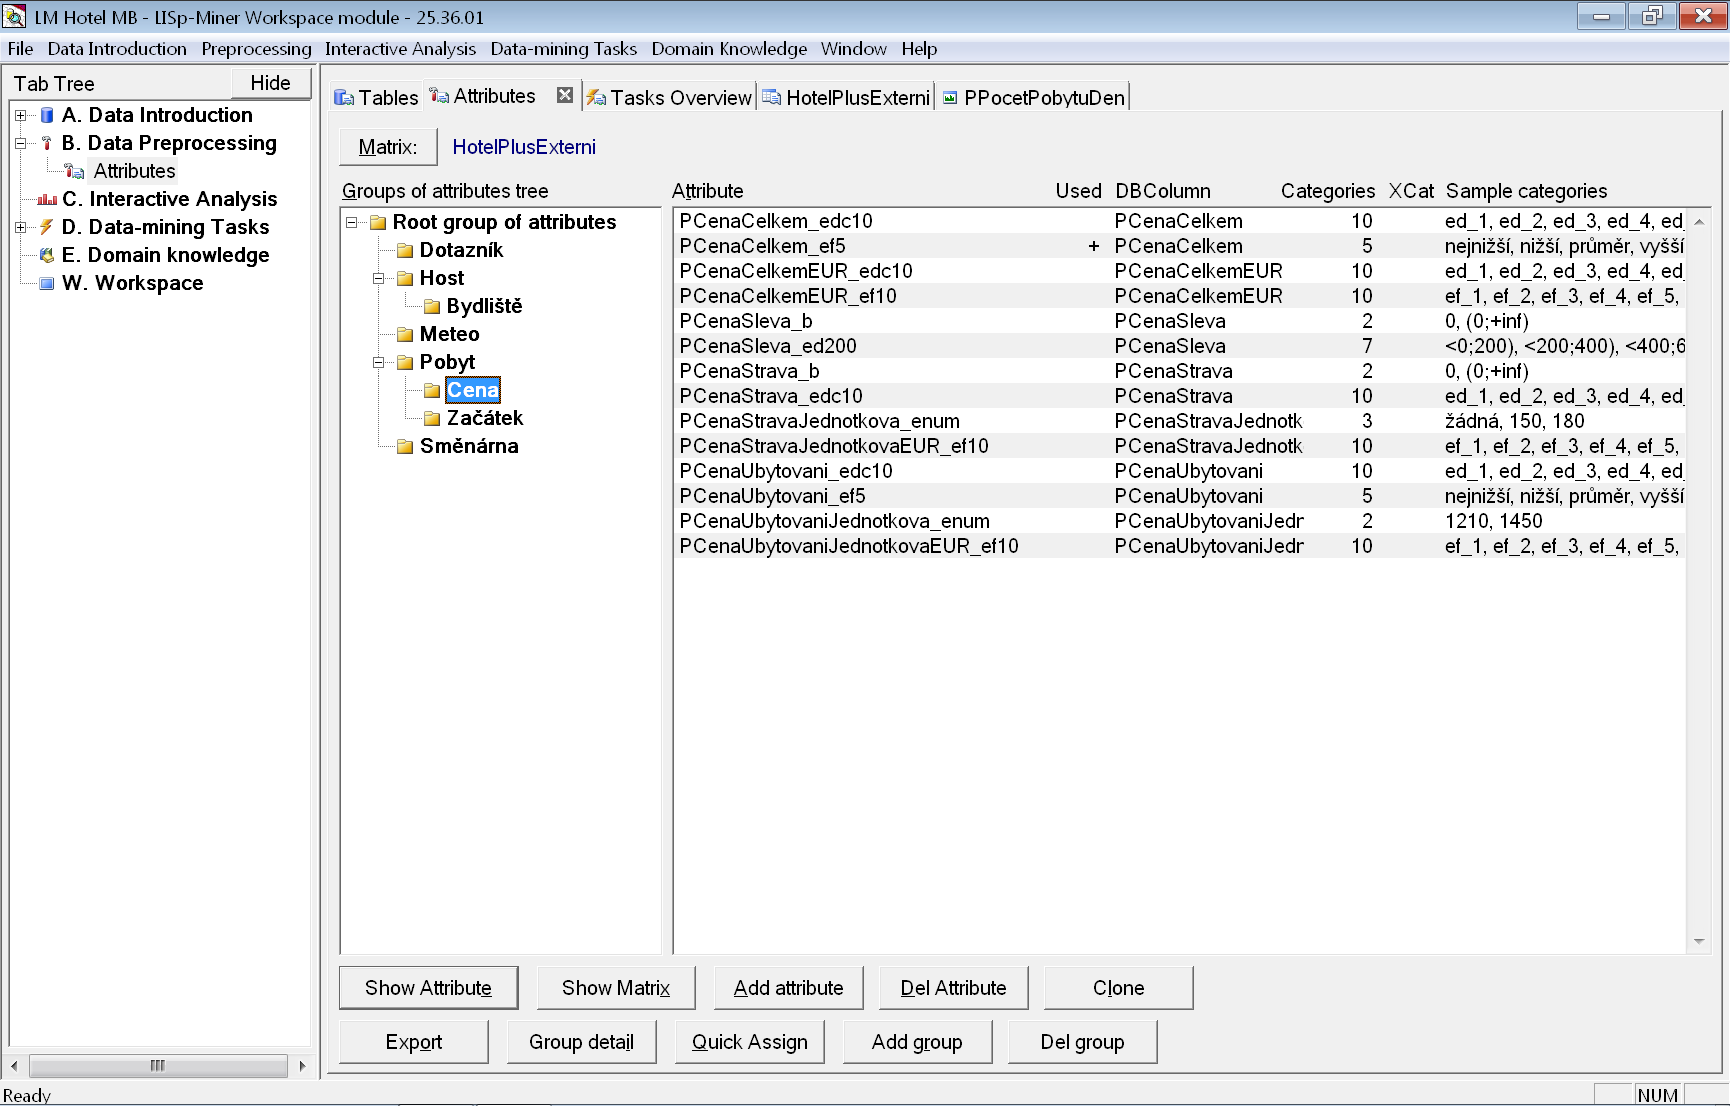 LM Hotel MB - LISp-Miner Workspace module - 25.36.01
File Data Introduction Preprocessing Interactive Analysis Data-mining Tasks Domain Knowledge Window Help
Tab Tree Hide
A. Data Introduction
B. Data Preprocessing
Attributes
C. Interactive Analysis
D. Data-mining Tasks
E. Domain knowledge
W. Workspace
Tables Attributes Tasks Overview HotelPlusExterni PPocetPobytuDen
Matrix: HotelPlusExterni
Groups of attributes tree
Root group of attributes
Dotazník
Host
Bydliště
Meteo
Pobyt
Cena
Začátek
Směnárna
Attribute Used DBColumn Categories XCat Sample categories
PCenaCelkem_edc10 PCenaCelkem 10 ed_1, ed_2, ed_3, ed_4, ed_
PCenaCelkem_ef5 + PCenaCelkem 5 nejnižší, nižší, průměr, vyšší
PCenaCelkemEUR_edc10 PCenaCelkemEUR 10 ed_1, ed_2, ed_3, ed_4, ed_
PCenaCelkemEUR_ef10 PCenaCelkemEUR 10 ef_1, ef_2, ef_3, ef_4, ef_5,
PCenaSleva_b PCenaSleva 2 0, (0;+inf)
PCenaSleva_ed200 PCenaSleva 7 <0;200), <200;400), <400;6
PCenaStrava_b PCenaStrava 2 0, (0;+inf)
PCenaStrava_edc10 PCenaStrava 10 ed_1, ed_2, ed_3, ed_4, ed_
PCenaStravaJednotkova_enum PCenaStravaJednotk 3 žádná, 150, 180
PCenaStravaJednotkovaEUR_ef10 PCenaStravaJednotk 10 ef_1, ef_2, ef_3, ef_4, ef_5,
PCenaUbytovani_edc10 PCenaUbytovani 10 ed_1, ed_2, ed_3, ed_4, ed_
PCenaUbytovani_ef5 PCenaUbytovani 5 nejnižší, nižší, průměr, vyšší
PCenaUbytovaniJednotkova_enum PCenaUbytovaniJedn 2 1210, 1450
PCenaUbytovaniJednotkovaEUR_ef10 PCenaUbytovaniJedn 10 ef_1, ef_2, ef_3, ef_4, ef_5,
Show Attribute Show Matrix Add attribute Del Attribute Clone
Export Group detail Quick Assign Add group Del group
Ready NUM